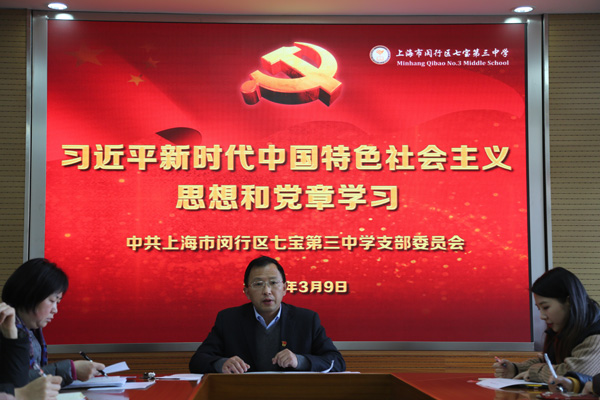 上海市闵行区七宝第三中学
Minhang Qibao No.3 Middle School
习近平新时代中国特色社会主义
思想和党章学习
中共上海市闵行区七宝第三中学支部委员会
年3月9日